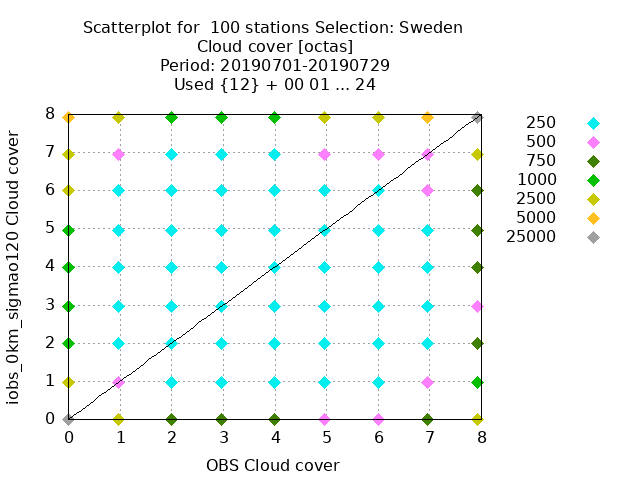 Scatterplot for  100 stations Selection: Sweden
Cloud cover [octas]
Period: 20190701-20190729
Used {12} + 00 01 ... 24
iobs_0km_sigmao120 Cloud cover
8
7
6
5
4
3
2
1
0
0 1 2 3 4 5 6 7 8
OBS Cloud cover
250
500
750
1000
2500
5000
25000